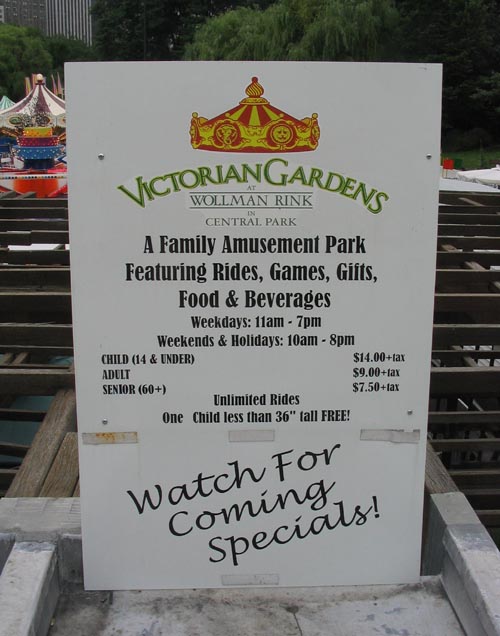 VICTORIAN GARDENS
AT
WOLLMAN RINK
IN
CENTRAL PARK
A Family Amusement Park
Featuring Rides, Games, Gifts,
Food & Beverages
Weekdays: 11am - 7pm
Weekends & Holidays: 10am - 8pm
CHILD (14 & UNDER) $14.00+tax
ADULT $9.00+tax
SENIOR (60+) $7.50+tax
Unlimited Rides
One Child less than 36" tall FREE!
Watch For
Coming
Specials!